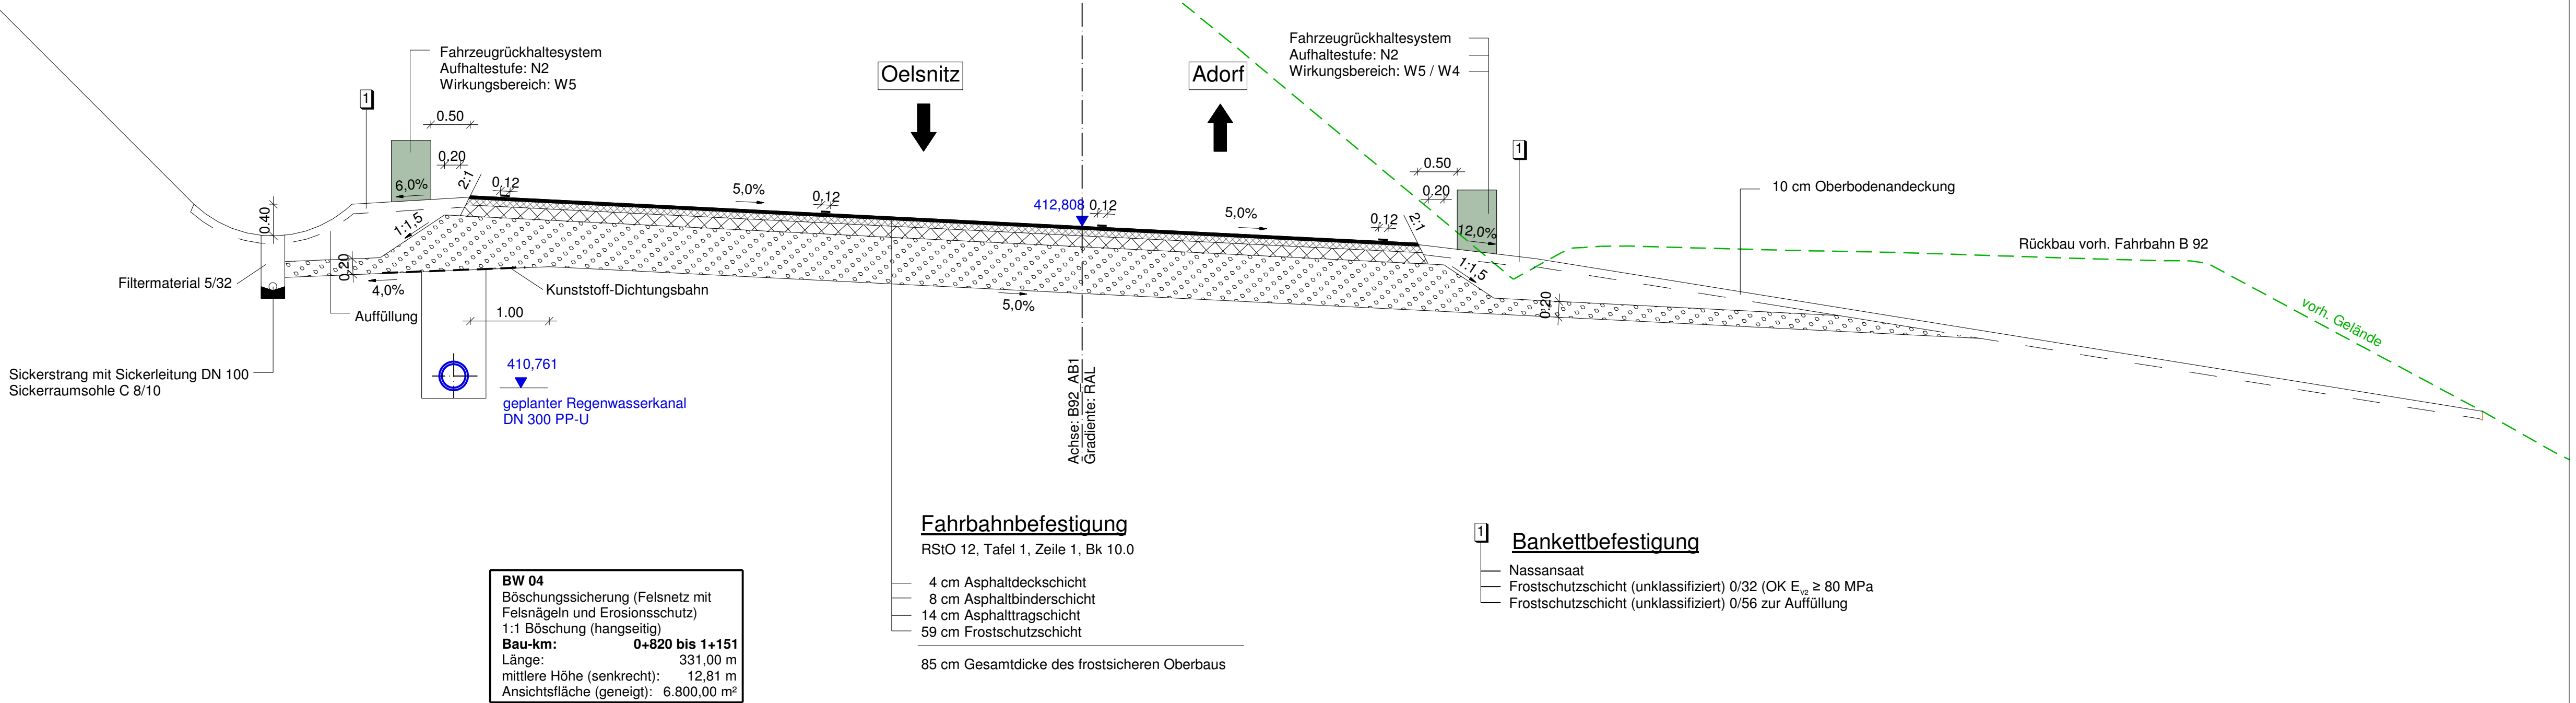 Fahrzeugrückhaltesystem
Aufhaltestufe: N2
Wirkungsbereich: W5
1
0.50
0,20
6,0%
2:1
0,12
5,0%
0,12
Oelsnitz
Adorf
412,808
0,12
5,0%
0,12
Fahrzeugrückhaltesystem
Aufhaltestufe: N2
Wirkungsbereich: W5 / W4
0.50
0,20
2:1
12,0%
1
1:1,5
10 cm Oberbodenandeckung
Rückbau vorh. Fahrbahn B 92
vorh. Gelände
0.20
0.40
1:1,5
0.20
Filtermaterial 5/32
4,0%
Kunststoff-Dichtungsbahn
5,0%
Auffüllung
1.00
Sickerstrang mit Sickerleitung DN 100
Sickerraumsohle C 8/10
410,761
geplanter Regenwasserkanal
DN 300 PP-U
Achse: B92_AB1
Gradiente: RAL
Fahrbahnbefestigung
RStO 12, Tafel 1, Zeile 1, Bk 10.0
4 cm Asphaltdeckschicht
8 cm Asphaltbinderschicht
14 cm Asphalttragschicht
59 cm Frostschutzschicht
85 cm Gesamtdicke des frostsicheren Oberbaus
1
Bankettbefestigung
Nassansaat
Frostschutzschicht (unklassifiziert) 0/32 (OK Ev2 ≥ 80 MPa
Frostschutzschicht (unklassifiziert) 0/56 zur Auffüllung
BW 04
Böschungssicherung (Felsnetz mit
Felsnägeln und Erosionsschutz)
1:1 Böschung (hangseitig)
Bau-km: 0+820 bis 1+151
Länge: 331,00 m
mittlere Höhe (senkrecht): 12,81 m
Ansichtsfläche (geneigt): 6.800,00 m²